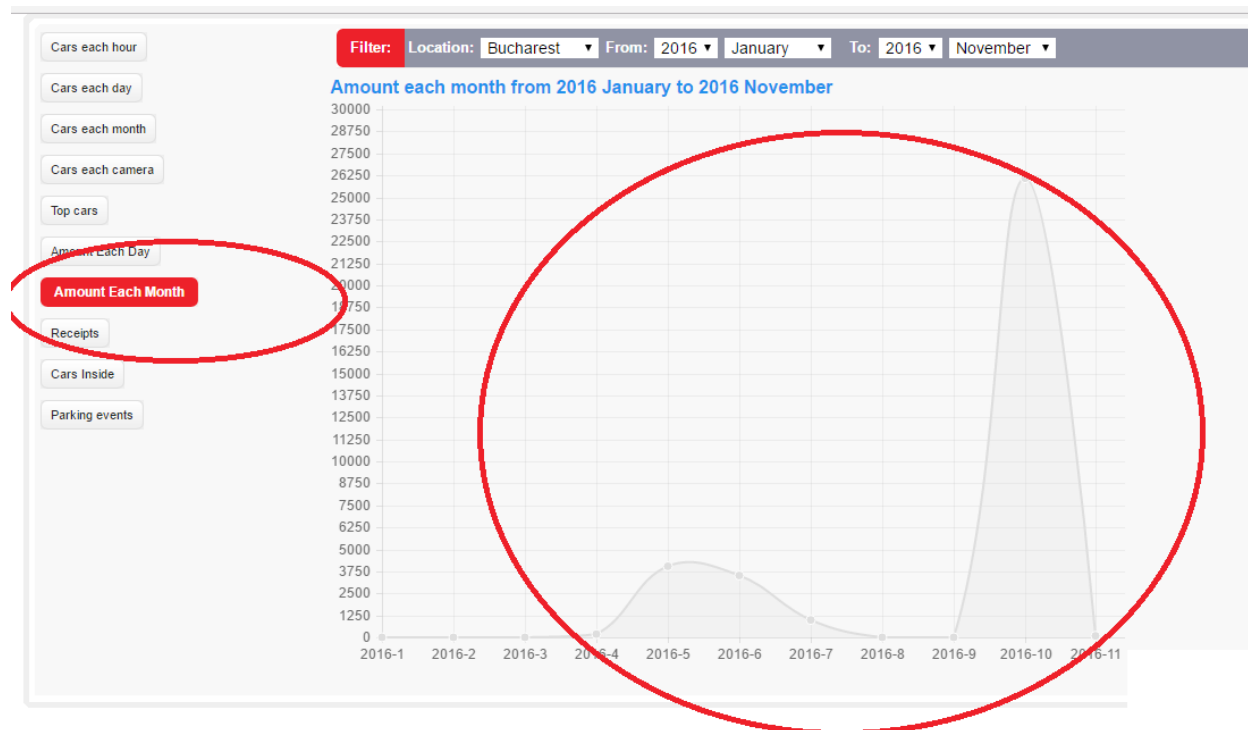 Filter: Location: Bucharest From: 2016 January To: 2016 November
Cars each hour
Cars each day
Cars each month
Cars each camera
Top cars
Amount Each Day
Amount Each Month
Receipts
Cars Inside
Parking events
Amount each month from 2016 January to 2016 November
30000
28750
27500
26250
25000
23750
22500
21250
20000
18750
17500
16250
15000
13750
12500
11250
10000
8750
7500
6250
5000
3750
2500
1250
0
2016-1 2016-2 2016-3 2016-4 2016-5 2016-6 2016-7 2016-8 2016-9 2016-10 2016-11